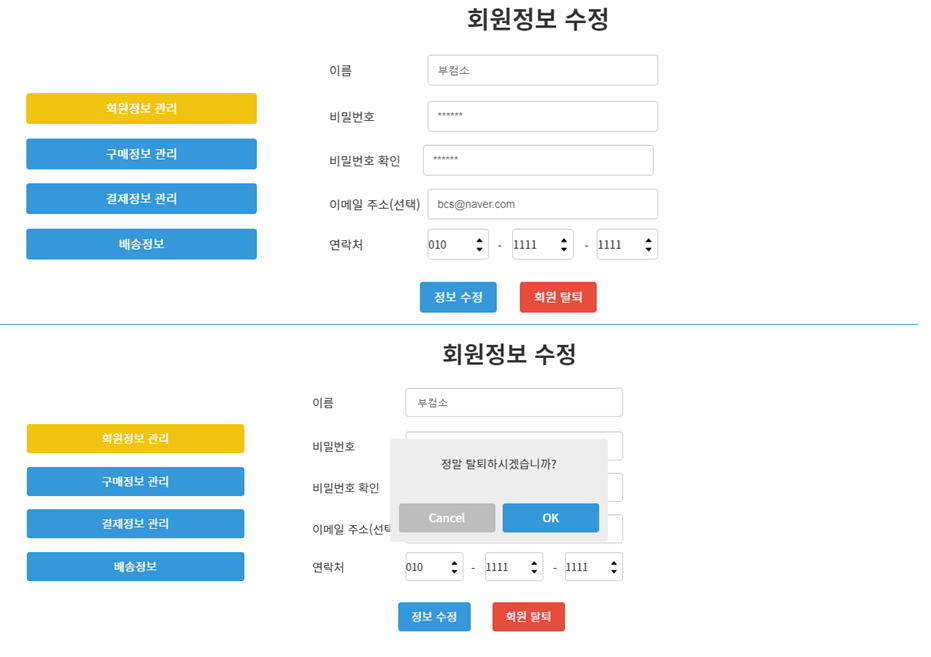 회원정보 수정
이름
부컴소
회원정보 관리
비밀번호
******
구매정보 관리
비밀번호 확인
******
결제정보 관리
이메일 주소(선택)
bcs@naver.com
배송정보
연락처
010 - 1111 - 1111
정보 수정
회원 탈퇴
회원정보 수정
이름
부컴소
회원정보 관리
비밀번호
정말 탈퇴하시겠습니까?
구매정보 관리
비밀번호 확인
Cancel
OK
결제정보 관리
이메일 주소(선택
배송정보
연락처
010 - 1111 - 1111
정보 수정
회원 탈퇴